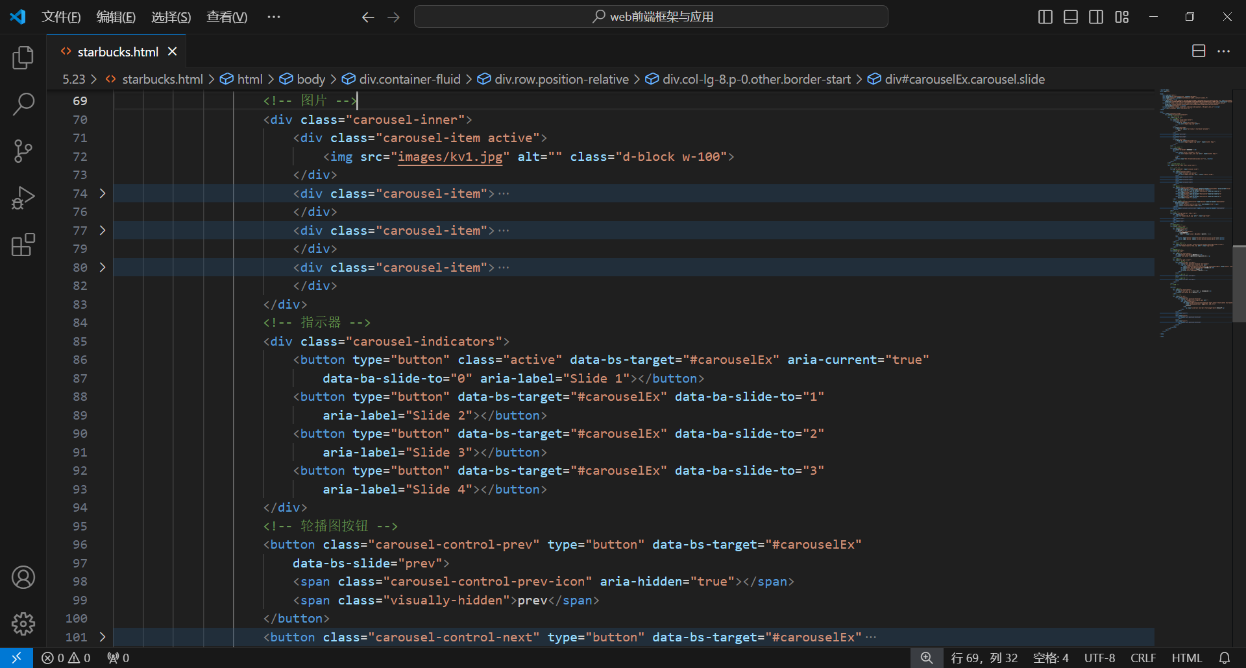 文件(F) 编辑(E) 选择(S) 查看(V) ··· web前端框架与应用
starbucks.html
5.23 > starbucks.html > html > body > div.container-fluid > div.row.position-relative > div.col-lg-8.p-0.other.border-start > div#carouselEx.carousel.slide
69 <!-- 图片 -->
70 <div class="carousel-inner">
71 <div class="carousel-item active">
72 <img src="images/kv1.jpg" alt="" class="d-block w-100">
73 </div>
74 <div class="carousel-item">···
76 </div>
77 <div class="carousel-item">···
79 </div>
80 <div class="carousel-item">···
82 </div>
83 </div>
84 <!-- 指示器 -->
85 <div class="carousel-indicators">
86 <button type="button" class="active" data-bs-target="#carouselEx" aria-current="true"
87 data-ba-slide-to="0" aria-label="Slide 1"></button>
88 <button type="button" data-bs-target="#carouselEx" data-ba-slide-to="1"
89 aria-label="Slide 2"></button>
90 <button type="button" data-bs-target="#carouselEx" data-ba-slide-to="2"
91 aria-label="Slide 3"></button>
92 <button type="button" data-bs-target="#carouselEx" data-ba-slide-to="3"
93 aria-label="Slide 4"></button>
94 </div>
95 <!-- 轮播图按钮 -->
96 <button class="carousel-control-prev" type="button" data-bs-target="#carouselEx"
97 data-bs-slide="prev">
98 <span class="carousel-control-prev-icon" aria-hidden="true"></span>
99 <span class="visually-hidden">prev</span>
100 </button>
101 <button class="carousel-control-next" type="button" data-bs-target="#carouselEx"···
0 0 0 行 69，列 32 空格: 4 UTF-8 CRLF HTML